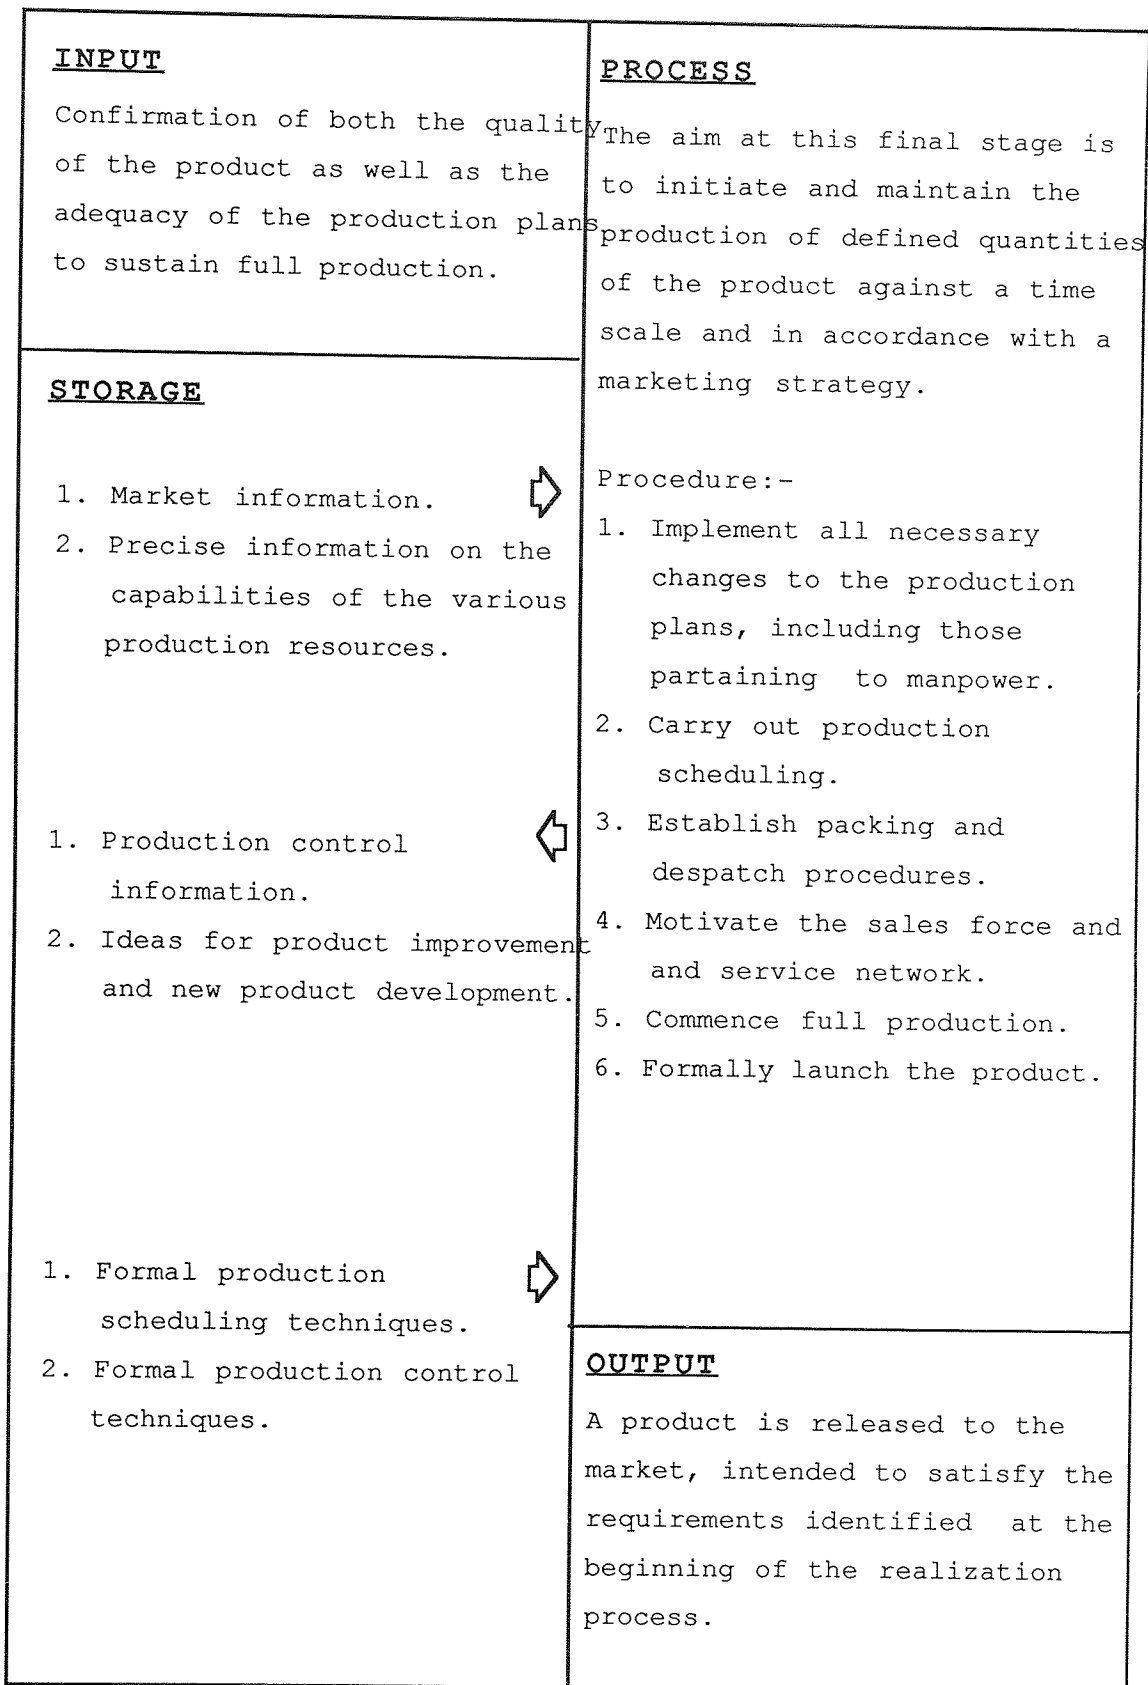 INPUT
Confirmation of both the quality
of the product as well as the
adequacy of the production plans
to sustain full production.
STORAGE
1. Market information.
2. Precise information on the
capabilities of the various
production resources.
1. Production control
information.
2. Ideas for product improvement
and new product development.
1. Formal production
scheduling techniques.
2. Formal production control
techniques.
PROCESS
The aim at this final stage is
to initiate and maintain the
production of defined quantities
of the product against a time
scale and in accordance with a
marketing strategy.
Procedure:-
1. Implement all necessary
changes to the production
plans, including those
partaining to manpower.
2. Carry out production
scheduling.
3. Establish packing and
despatch procedures.
4. Motivate the sales force and
and service network.
5. Commence full production.
6. Formally launch the product.
OUTPUT
A product is released to the
market, intended to satisfy the
requirements identified at the
beginning of the realization
process.